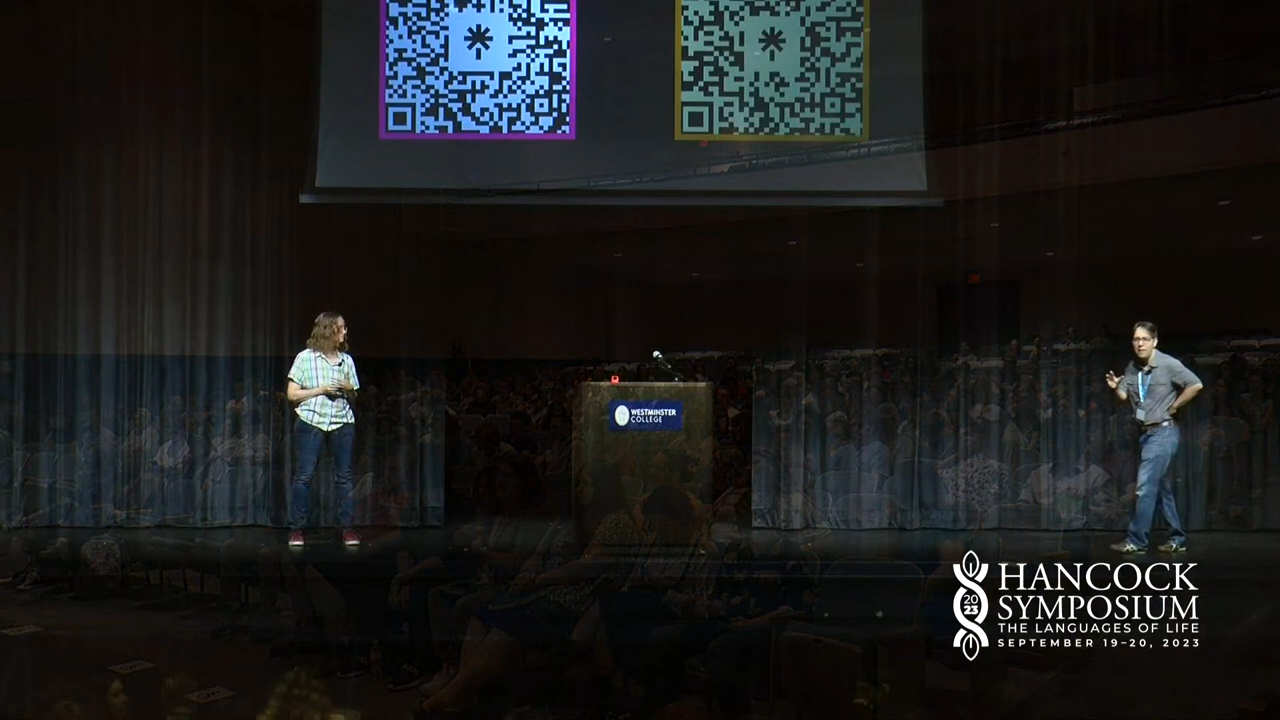 WESTMINSTER
COLLEGE
20
23
HANCOCK
SYMPOSIUM
THE LANGUAGES OF LIFE
SEPTEMBER 19-20, 2023